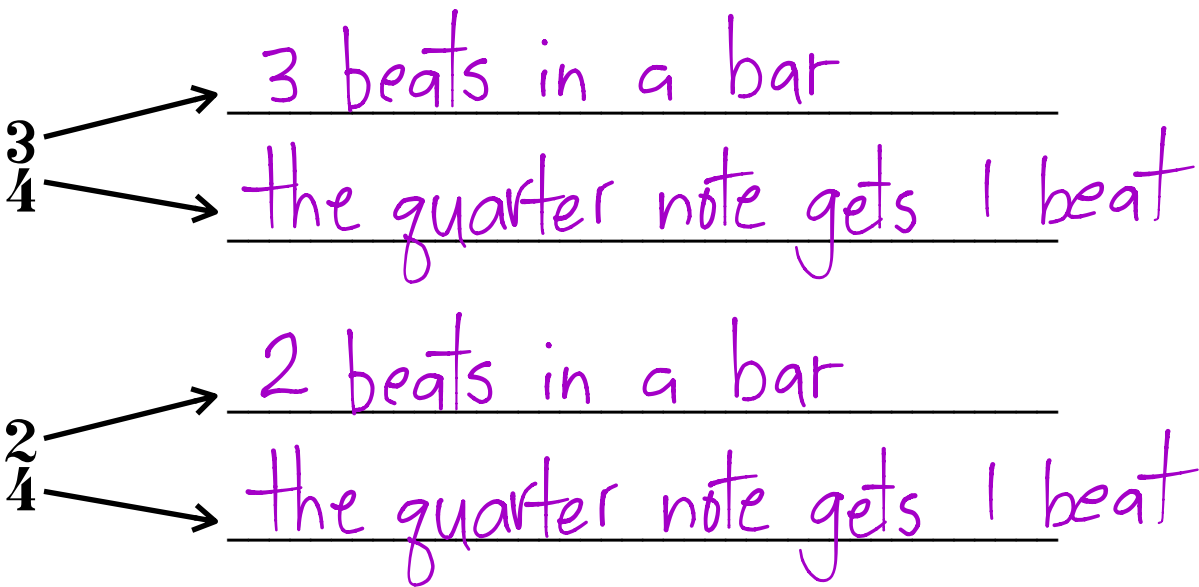 3 beats in a bar
3
4
the quarter note gets 1 beat
2 beats in a bar
2
4
the quarter note gets 1 beat